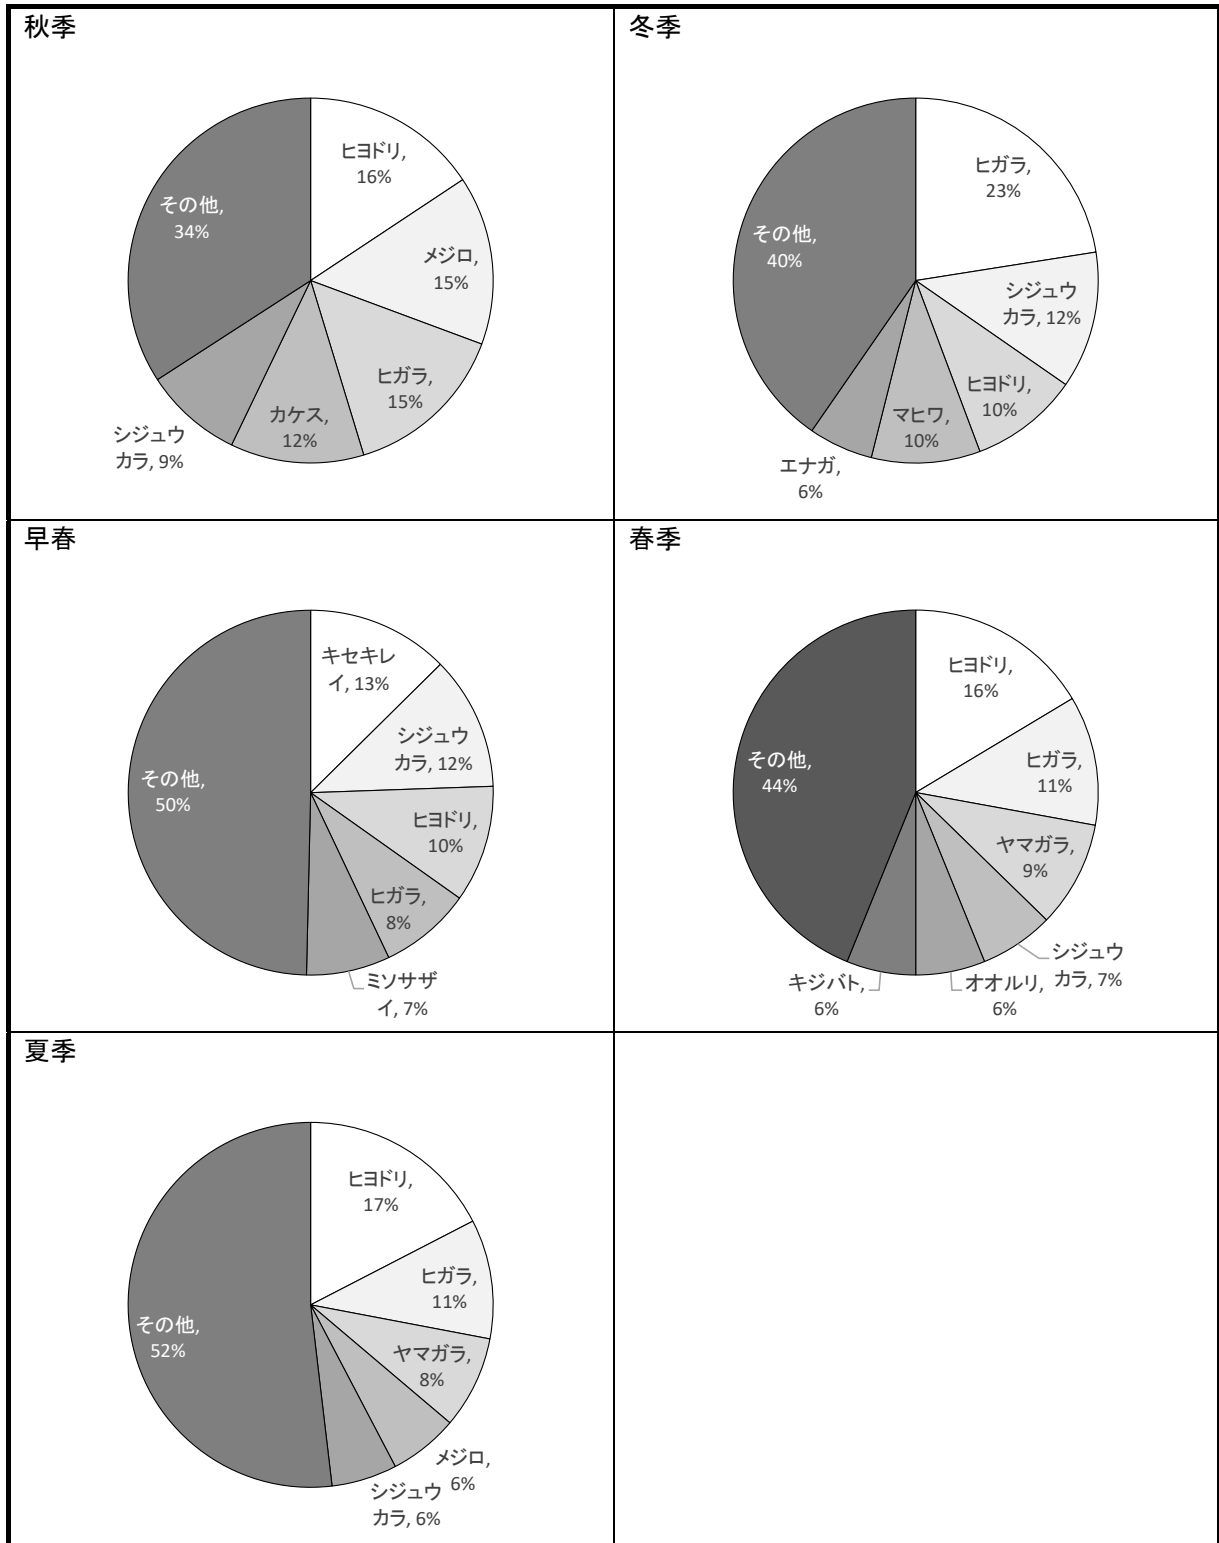 秋季
ヒヨドリ,
16%
メジロ,
15%
ヒガラ,
15%
カケス,
12%
シジュウ
カラ, 9%
その他,
34%
冬季
ヒガラ,
23%
シジュウ
カラ, 12%
ヒヨドリ,
10%
マヒワ,
10%
エナガ,
6%
その他,
40%
早春
キセキレ
イ, 13%
シジュウ
カラ, 12%
ヒヨドリ,
10%
ヒガラ,
8%
ミソサザ
イ, 7%
その他,
50%
春季
ヒヨドリ,
16%
ヒガラ,
11%
ヤマガラ,
9%
シジュウ
カラ, 7%
オオルリ,
6%
キジバト,
6%
その他,
44%
夏季
ヒヨドリ,
17%
ヒガラ,
11%
ヤマガラ,
8%
メジロ,
6%
シジュウ
カラ, 6%
その他,
52%